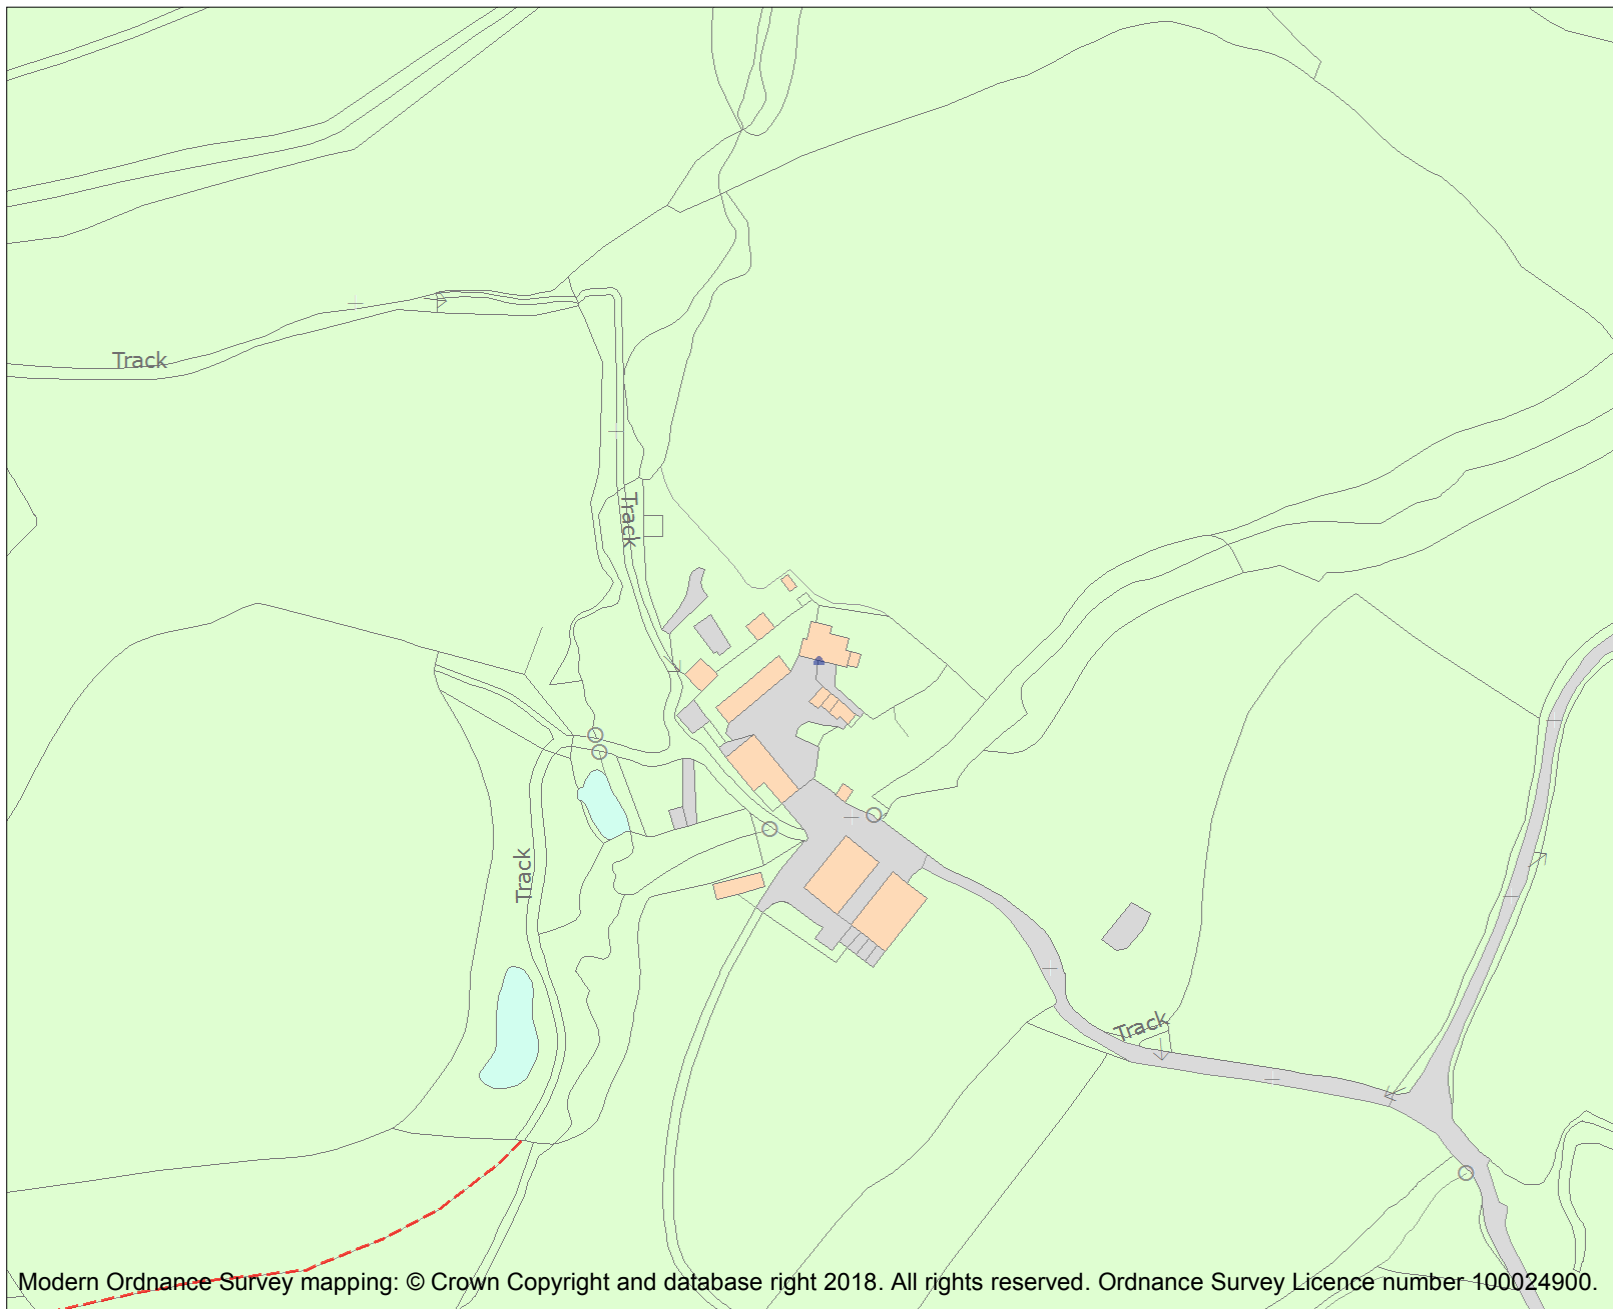 Track
Track
Track
Track
Modern Ordnance Survey mapping: © Crown Copyright and database right 2018. All rights reserved. Ordnance Survey Licence number 100024900.